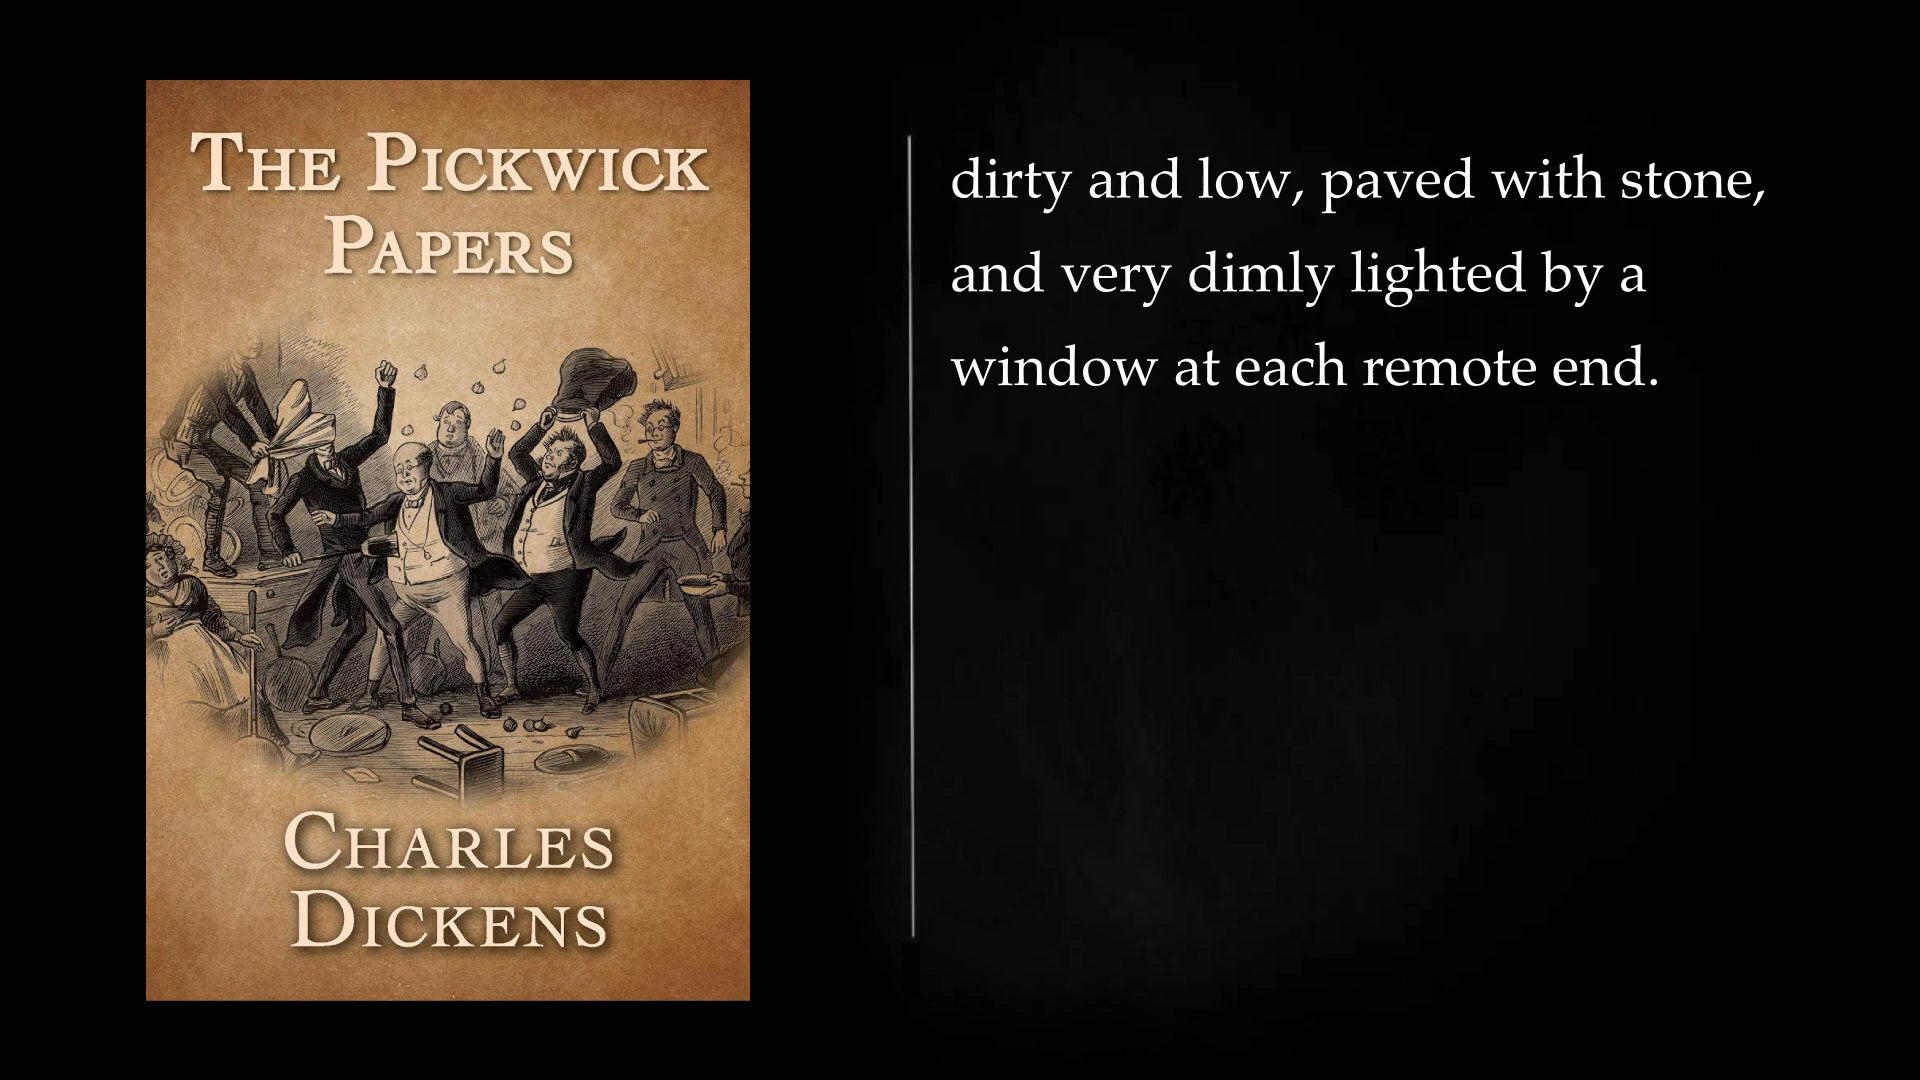 The Pickwick
Papers
Charles
Dickens
dirty and low, paved with stone,
and very dimly lighted by a
window at each remote end.